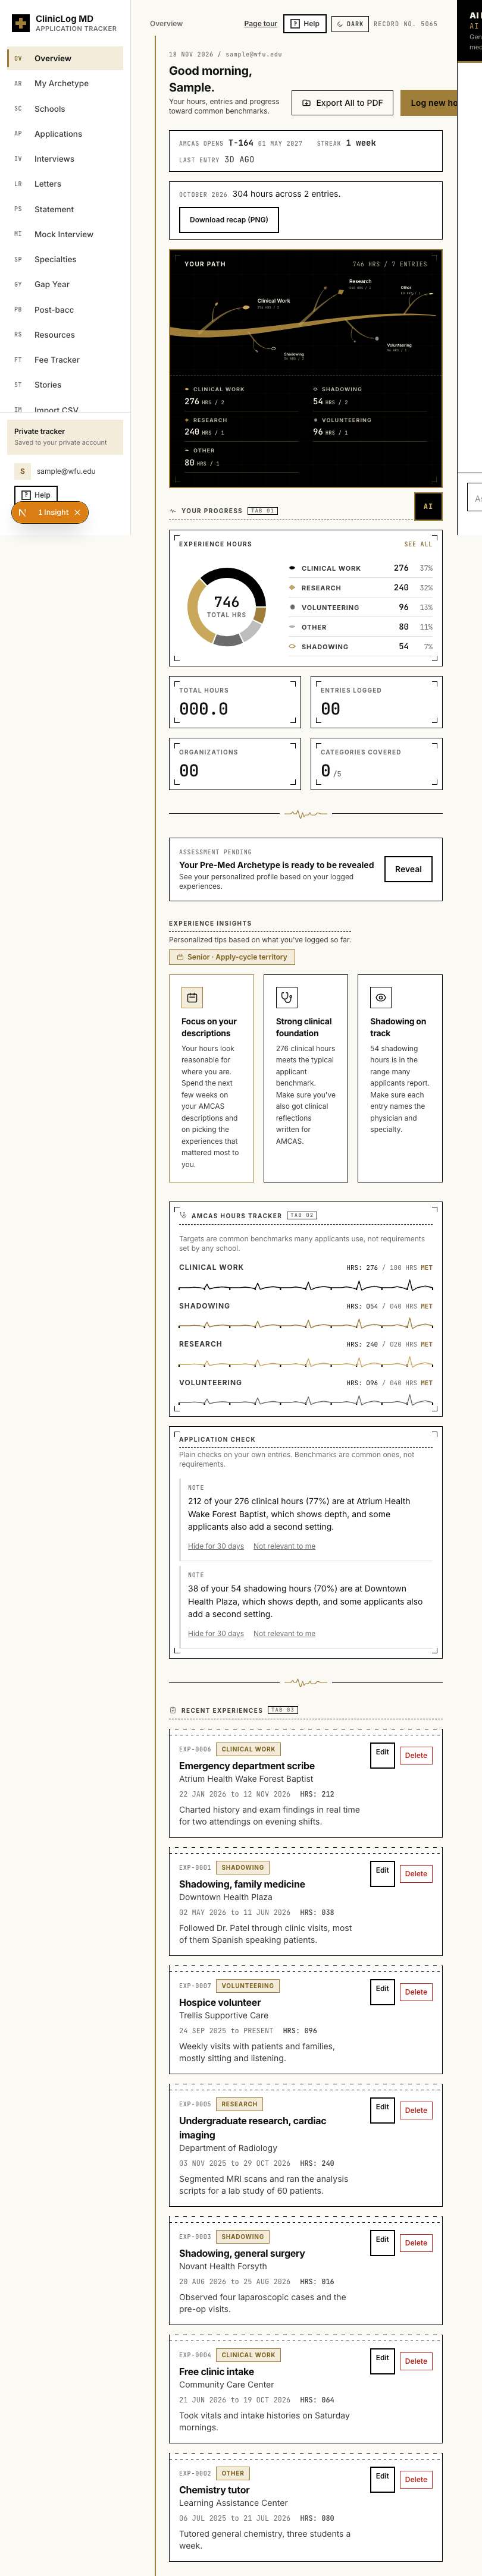 ClinicLog MD
APPLICATION TRACKER
OV Overview
AR My Archetype
SC Schools
AP Applications
IV Interviews
LR Letters
PS Statement
MI Mock Interview
SP Specialties
GY Gap Year
PB Post-bacc
RS Resources
FT Fee Tracker
ST Stories
IM Import CSV
Private tracker
Saved to your private account
S sample@wfu.edu
? Help
1 Insight
Overview
Page tour
? Help
DARK
RECORD NO. 5065
18 NOV 2026 / sample@wfu.edu
Good morning,
Sample.
Your hours, entries and progress
toward common benchmarks.
Export All to PDF
Log new ho
AMCAS OPENS T-164 01 MAY 2027 STREAK 1 week
LAST ENTRY 3D AGO
OCTOBER 2026 304 hours across 2 entries.
Download recap (PNG)
YOUR PATH 746 HRS / 7 ENTRIES
Research
Other
Clinical Work
Volunteering
Shadowing
CLINICAL WORK
276 HRS / 2
SHADOWING
54 HRS / 2
RESEARCH
240 HRS / 1
VOLUNTEERING
96 HRS / 1
OTHER
80 HRS / 1
AI
YOUR PROGRESS TAB 01
EXPERIENCE HOURS SEE ALL
746
TOTAL HRS
CLINICAL WORK 276 37%
RESEARCH 240 32%
VOLUNTEERING 96 13%
OTHER 80 11%
SHADOWING 54 7%
TOTAL HOURS
000.0
ENTRIES LOGGED
00
ORGANIZATIONS
00
CATEGORIES COVERED
0 /5
ASSESSMENT PENDING
Your Pre-Med Archetype is ready to be revealed
See your personalized profile based on your logged
experiences.
Reveal
EXPERIENCE INSIGHTS
Personalized tips based on what you've logged so far.
Senior · Apply-cycle territory
Focus on your
descriptions
Your hours look
reasonable for
where you are.
Spend the next
few weeks on
your AMCAS
descriptions and
on picking the
experiences that
mattered most to
you.
Strong clinical
foundation
276 clinical hours
meets the typical
applicant
benchmark.
Make sure you've
also got clinical
reflections
written for
AMCAS.
Shadowing on
track
54 shadowing
hours is in the
range many
applicants report.
Make sure each
entry names the
physician and
specialty.
AMCAS HOURS TRACKER TAB 02
Targets are common benchmarks many applicants use, not requirements
set by any school.
CLINICAL WORK HRS: 276 / 100 HRS MET
SHADOWING HRS: 054 / 040 HRS MET
RESEARCH HRS: 240 / 020 HRS MET
VOLUNTEERING HRS: 096 / 040 HRS MET
APPLICATION CHECK
Plain checks on your own entries. Benchmarks are common ones, not
requirements.
NOTE
212 of your 276 clinical hours (77%) are at Atrium Health
Wake Forest Baptist, which shows depth, and some
applicants also add a second setting.
Hide for 30 days Not relevant to me
NOTE
38 of your 54 shadowing hours (70%) are at Downtown
Health Plaza, which shows depth, and some applicants also
add a second setting.
Hide for 30 days Not relevant to me
RECENT EXPERIENCES TAB 03
EXP-0006 CLINICAL WORK Edit Delete
Emergency department scribe
Atrium Health Wake Forest Baptist
22 JAN 2026 to 12 NOV 2026 HRS: 212
Charted history and exam findings in real time
for two attendings on evening shifts.
EXP-0001 SHADOWING Edit Delete
Shadowing, family medicine
Downtown Health Plaza
02 MAY 2026 to 11 JUN 2026 HRS: 038
Followed Dr. Patel through clinic visits, most
of them Spanish speaking patients.
EXP-0007 VOLUNTEERING Edit Delete
Hospice volunteer
Trellis Supportive Care
24 SEP 2025 to PRESENT HRS: 096
Weekly visits with patients and families,
mostly sitting and listening.
EXP-0005 RESEARCH Edit Delete
Undergraduate research, cardiac
imaging
Department of Radiology
03 NOV 2025 to 29 OCT 2026 HRS: 240
Segmented MRI scans and ran the analysis
scripts for a lab study of 60 patients.
EXP-0003 SHADOWING Edit Delete
Shadowing, general surgery
Novant Health Forsyth
20 AUG 2026 to 25 AUG 2026 HRS: 016
Observed four laparoscopic cases and the
pre-op visits.
EXP-0004 CLINICAL WORK Edit Delete
Free clinic intake
Community Care Center
21 JUN 2026 to 19 OCT 2026 HRS: 064
Took vitals and intake histories on Saturday
mornings.
EXP-0002 OTHER Edit Delete
Chemistry tutor
Learning Assistance Center
06 JUL 2025 to 21 JUL 2026 HRS: 080
Tutored general chemistry, three students a
week.